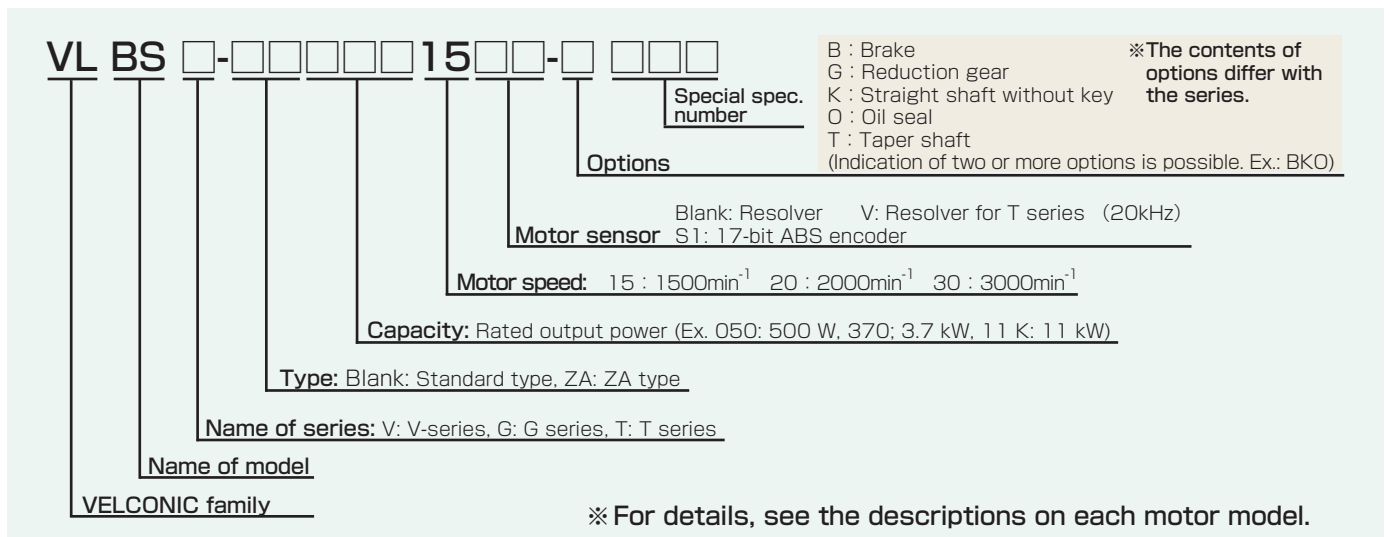 VL BS □-□□□□□15□□-□ □□□
B：Brake
G：Reduction gear
K：Straight shaft without key
O：Oil seal
T：Taper shaft
(Indication of two or more options is possible. Ex.: BKO)
※The contents of
options differ with
the series.
Special spec.
number
Options
Blank: Resolver V: Resolver for T series （20kHz）
Motor sensor S1: 17-bit ABS encoder
Motor speed: 15：1500min-1 20：2000min-1 30：3000min-1
Capacity: Rated output power (Ex. 050: 500 W, 370; 3.7 kW, 11 K: 11 kW)
Type: Blank: Standard type, ZA: ZA type
Name of series: V: V-series, G: G series, T: T series
Name of model
VELCONIC family
※For details, see the descriptions on each motor model.